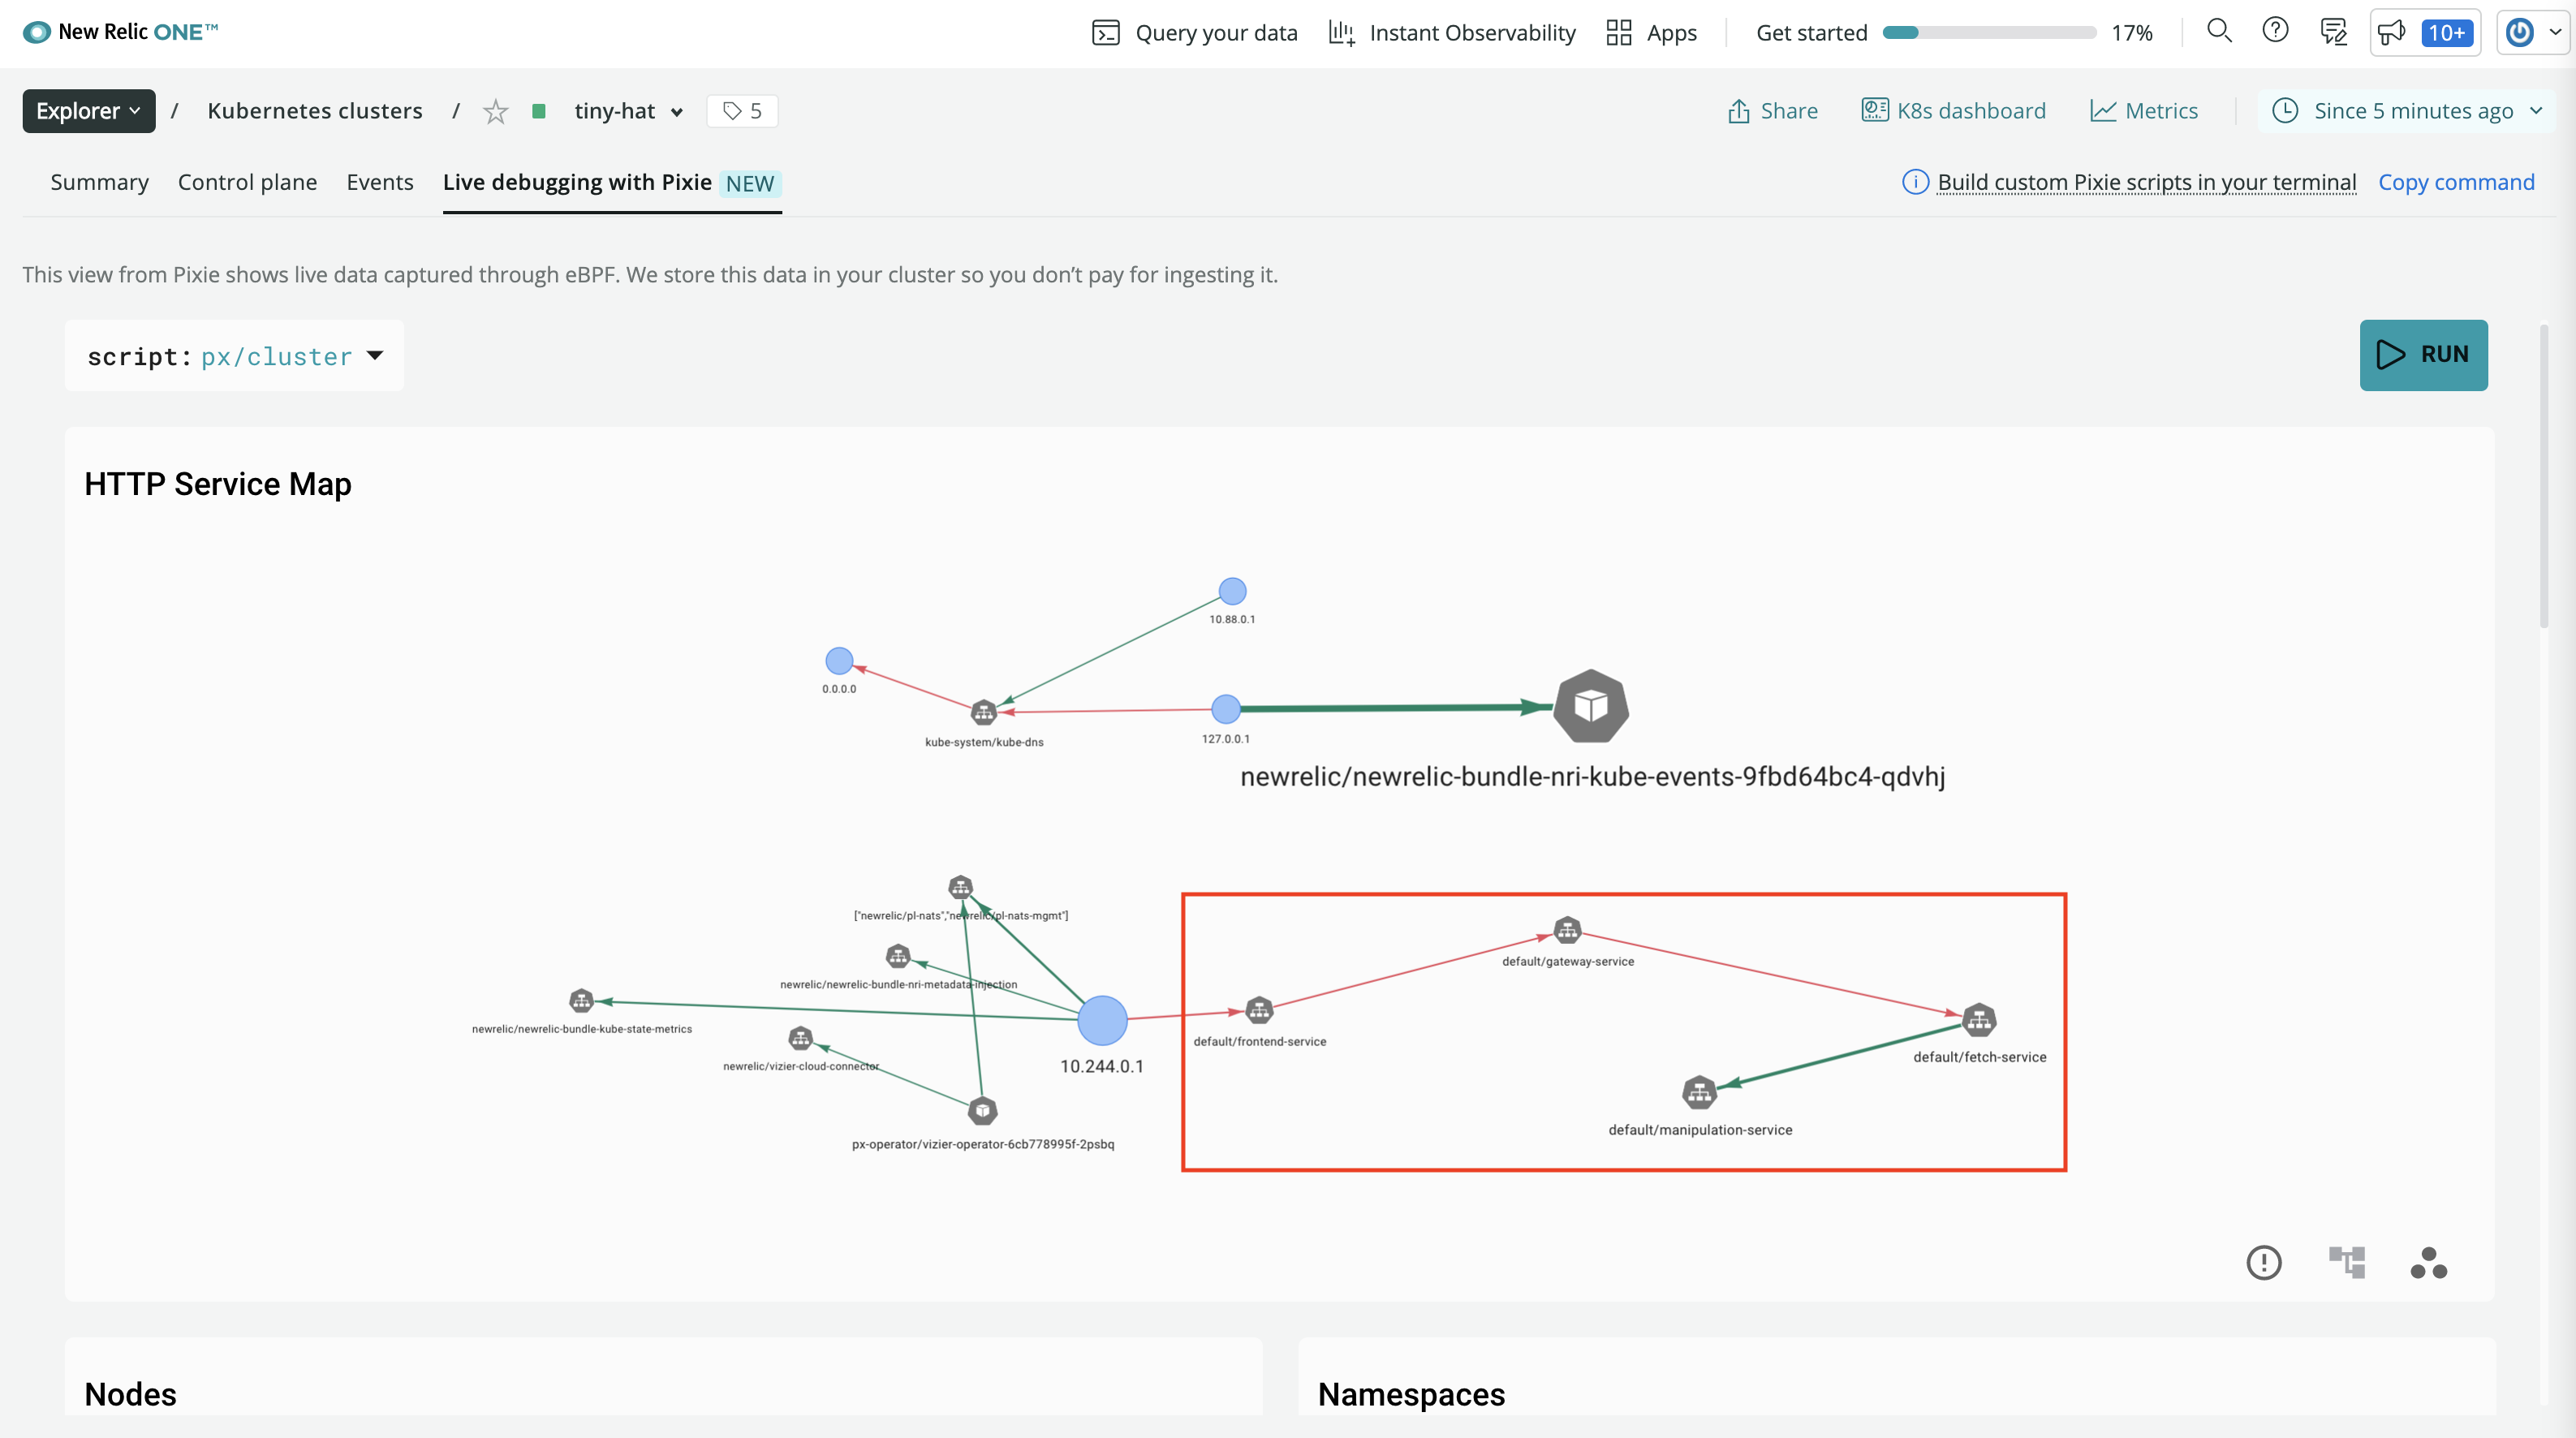 New Relic ONE™
Query your data
Instant Observability
Apps
Get started
17%
10+
Explorer / Kubernetes clusters / tiny-hat 5
Share
K8s dashboard
Metrics
Since 5 minutes ago
Summary
Control plane
Events
Live debugging with Pixie NEW
Build custom Pixie scripts in your terminal
Copy command
This view from Pixie shows live data captured through eBPF. We store this data in your cluster so you don’t pay for ingesting it.
script: px/cluster
RUN
HTTP Service Map
10.88.0.1
0.0.0.0
kube-system/kube-dns
127.0.0.1
newrelic/newrelic-bundle-nri-kube-events-9fbd64bc4-qdvhj
["newrelic/pl-nats","newrelic/pl-nats-mgmt"]
default/gateway-service
newrelic/newrelic-bundle-nri-metadata-injection
newrelic/newrelic-bundle-kube-state-metrics
default/frontend-service
default/fetch-service
newrelic/vizier-cloud-connector
10.244.0.1
default/manipulation-service
px-operator/vizier-operator-6cb778995f-2psbq
Nodes
Namespaces